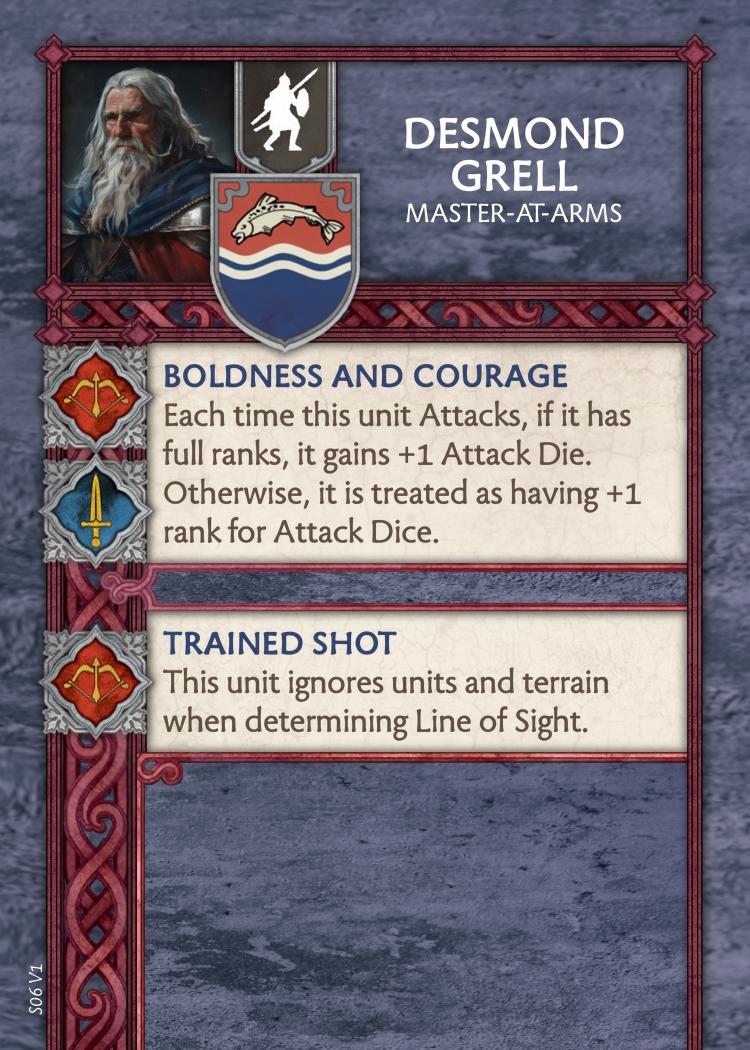 DESMOND
GRELL
MASTER-AT-ARMS
BOLDNESS AND COURAGE
Each time this unit Attacks, if it has
full ranks, it gains +1 Attack Die.
Otherwise, it is treated as having +1
rank for Attack Dice.
TRAINED SHOT
This unit ignores units and terrain
when determining Line of Sight.
S06 V1